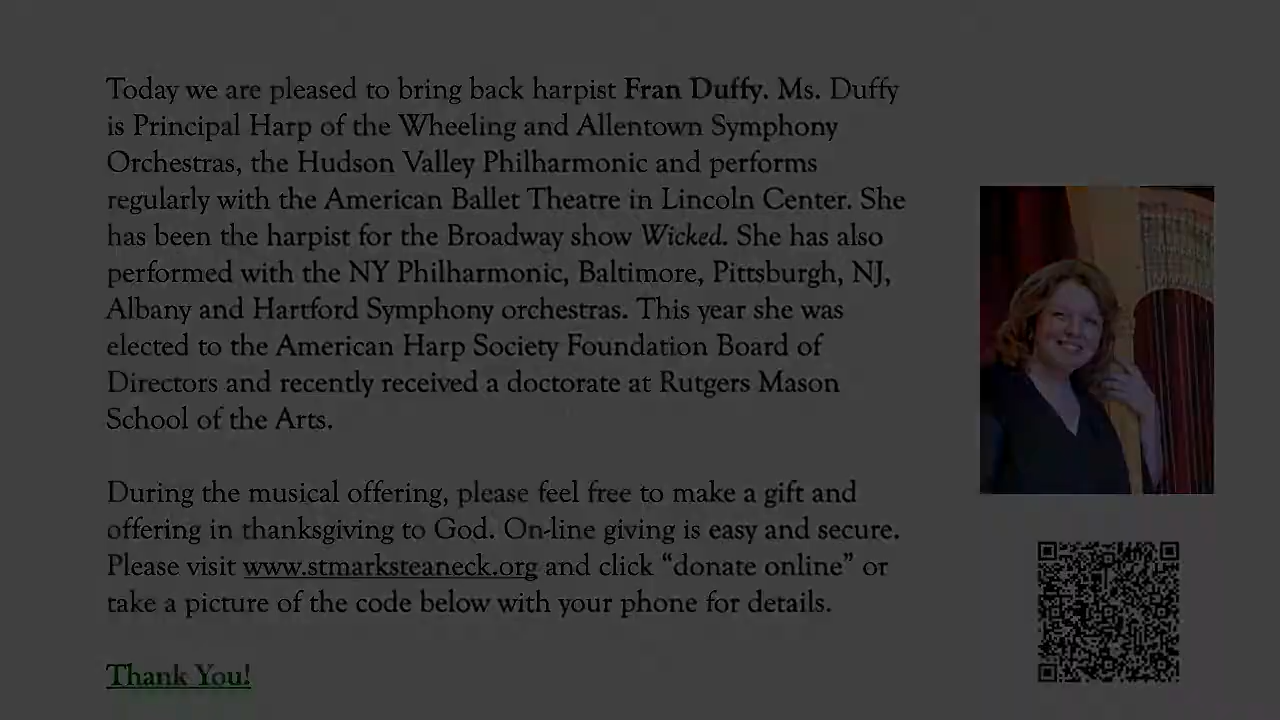 Today we are pleased to bring back harpist Fran Duffy. Ms. Duffy
is Principal Harp of the Wheeling and Allentown Symphony
Orchestras, the Hudson Valley Philharmonic and performs
regularly with the American Ballet Theatre in Lincoln Center. She
has been the harpist for the Broadway show Wicked. She has also
performed with the NY Philharmonic, Baltimore, Pittsburgh, NJ,
Albany and Hartford Symphony orchestras. This year she was
elected to the American Harp Society Foundation Board of
Directors and recently received a doctorate at Rutgers Mason
School of the Arts.
During the musical offering, please feel free to make a gift and
offering in thanksgiving to God. On-line giving is easy and secure.
Please visit www.stmarksteaneck.org and click “donate online” or
take a picture of the code below with your phone for details.
Thank You!